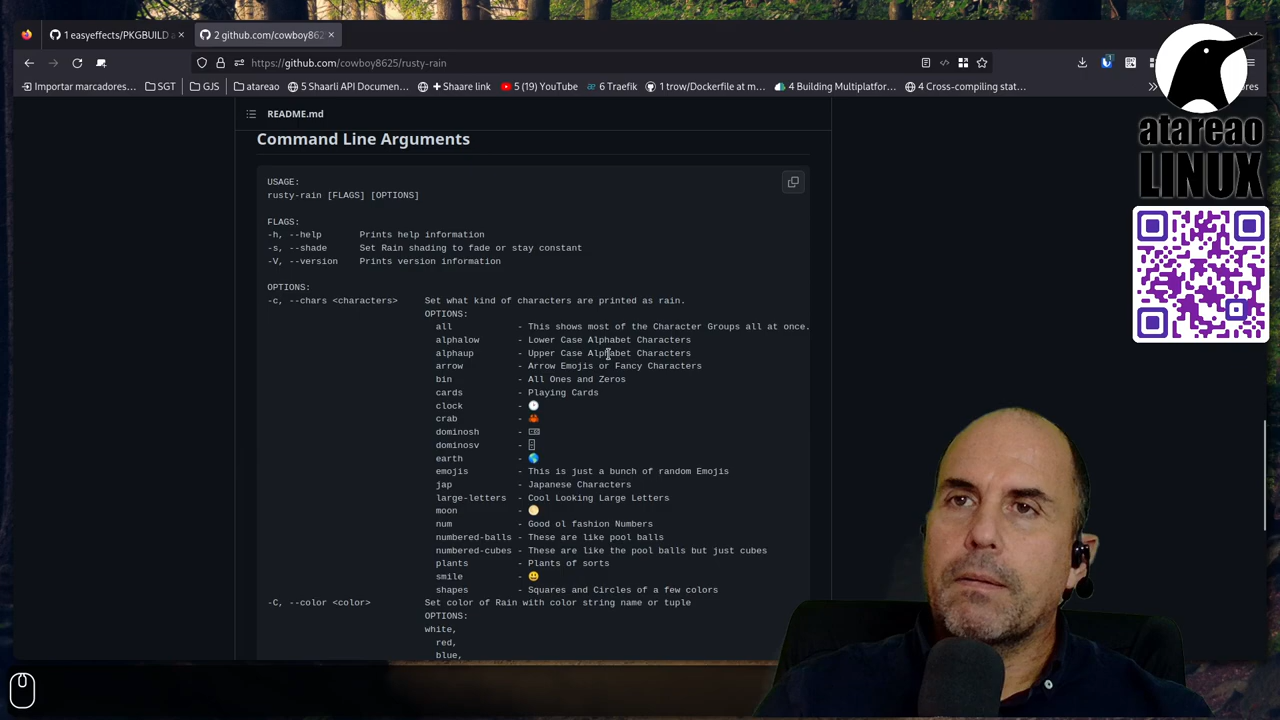 1 easyeffects/PKGBUILD
2 github.com/cowboy862
https://github.com/cowboy8625/rusty-rain
Importar marcadores...
SGT
GJS
atareao
5 Shaarli API Documen...
Shaare link
5 (19) YouTube
6 Traefik
1 trow/Dockerfile at m...
4 Building Multiplatfor...
4 Cross-compiling stat...
README.md
Command Line Arguments
USAGE:
rusty-rain [FLAGS] [OPTIONS]
FLAGS:
-h, --help Prints help information
-s, --shade Set Rain shading to fade or stay constant
-V, --version Prints version information
OPTIONS:
-c, --chars <characters> Set what kind of characters are printed as rain.
OPTIONS:
all - This shows most of the Character Groups all at once.
alphalow - Lower Case Alphabet Characters
alphaup - Upper Case Alphabet Characters
arrow - Arrow Emojis or Fancy Characters
bin - All Ones and Zeros
cards - Playing Cards
clock - 🕑
crab - 🦀
dominosh -
dominosv -
earth - 🌎
emojis - This is just a bunch of random Emojis
jap - Japanese Characters
large-letters - Cool Looking Large Letters
moon - 🌕
num - Good ol fashion Numbers
numbered-balls - These are like pool balls
numbered-cubes - These are like the pool balls but just cubes
plants - Plants of sorts
smile - 😃
shapes - Squares and Circles of a few colors
-C, --color <color> Set color of Rain with color string name or tuple
OPTIONS:
white,
red,
blue,
atareao
LINUX